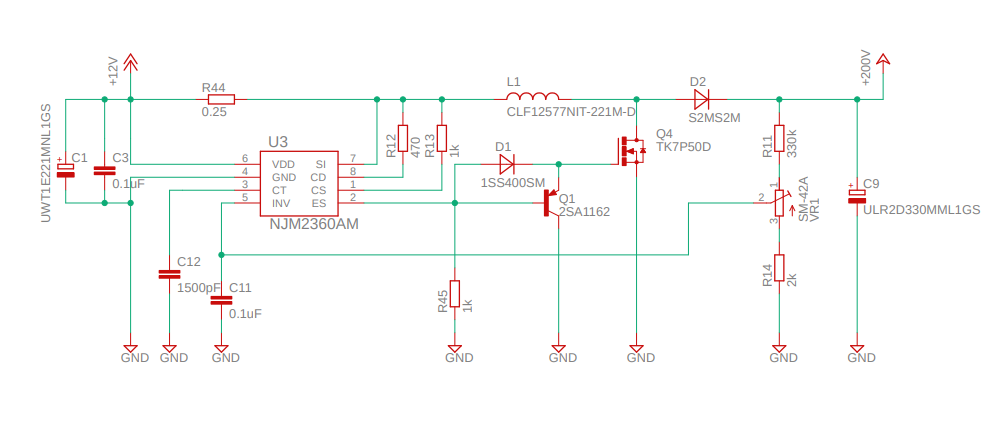 +12V
R44
0.25
L1
CLF12577NIT-221M-D
D2
S2MS2M
+200V
UWT1E221MNL1GS
+
C1
C3
0.1uF
U3
6 VDD SI 7
4 GND CD 8
3 CT CS 1
5 INV ES 2
NJM2360AM
R12
470
R13
1k
D1
1SS400SM
Q1
2SA1162
Q4
TK7P50D
R11
330k
1
2
3
SM-42A
VR1
+
C9
ULR2D330MML1GS
C12
1500pF
C11
0.1uF
R45
1k
R14
2k
GND
GND
GND
GND
GND
GND
GND
GND